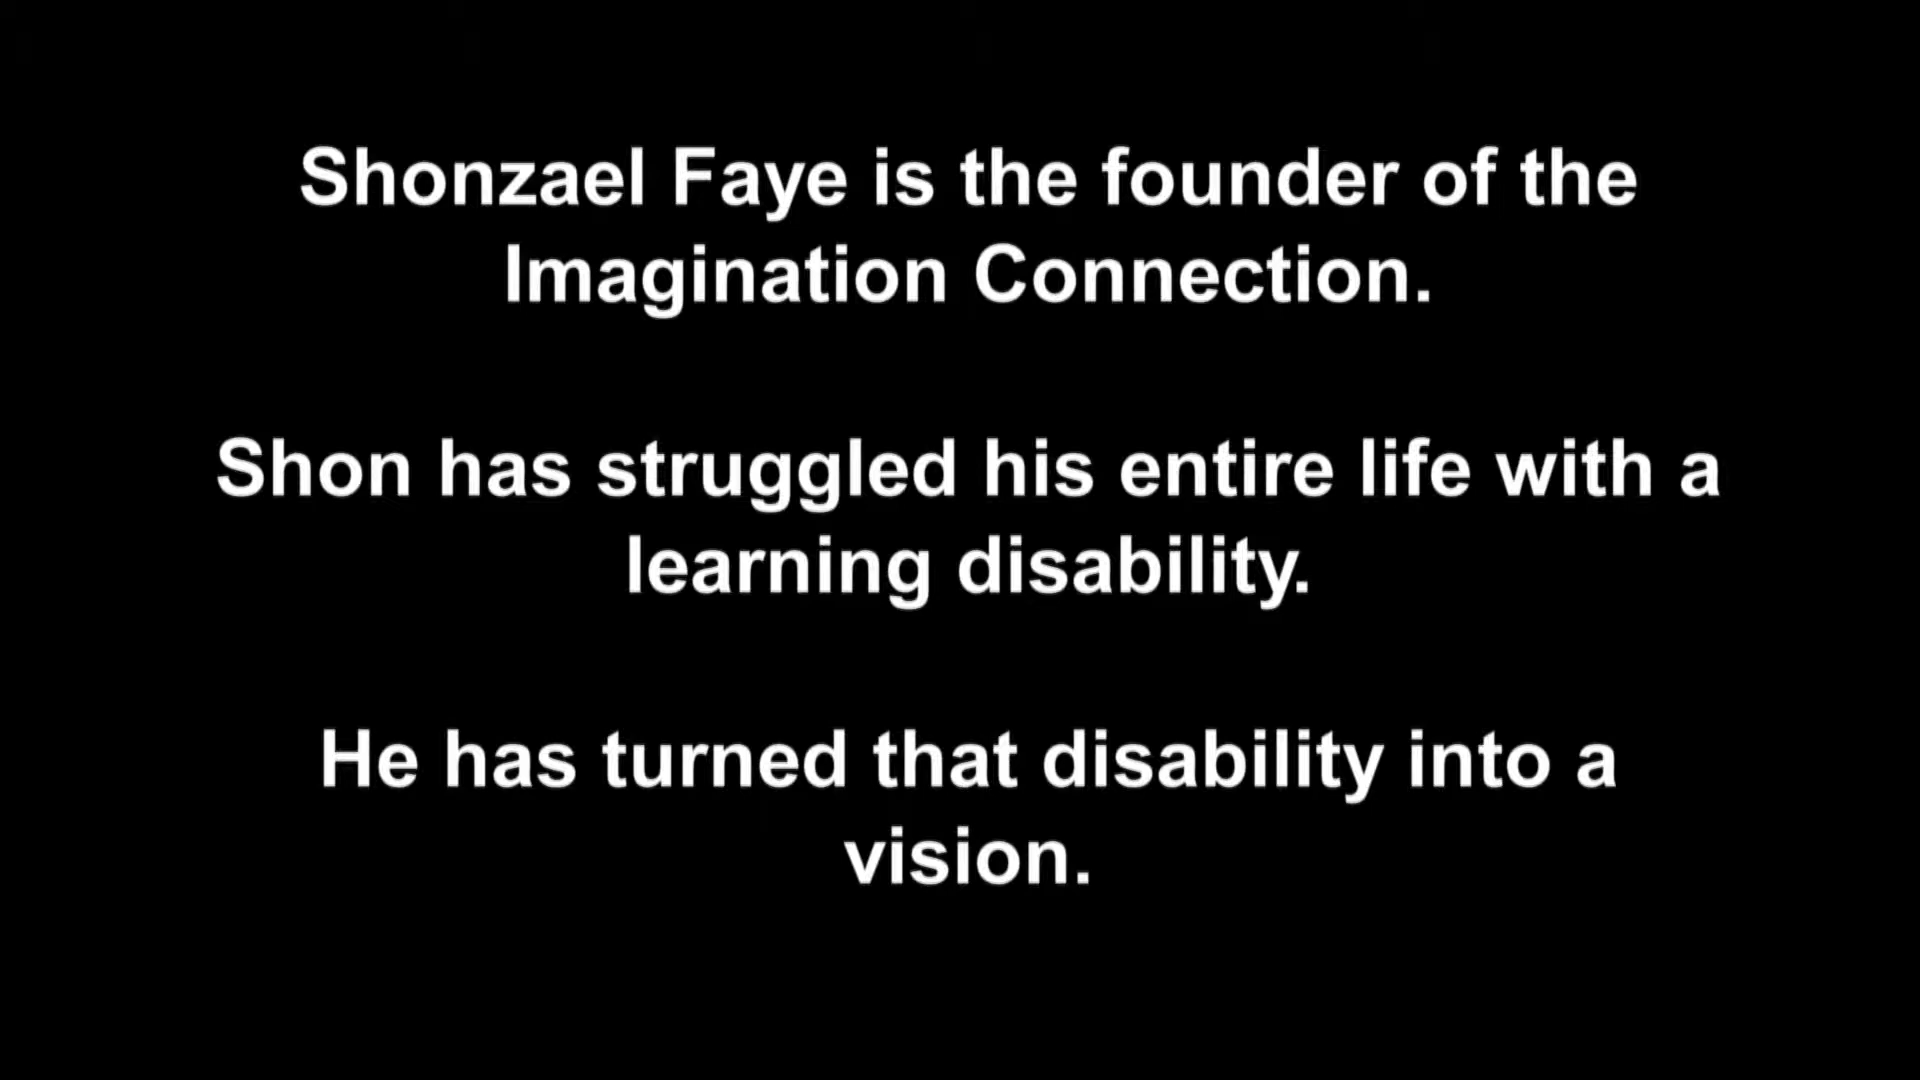 Shonzael Faye is the founder of the
Imagination Connection.
Shon has struggled his entire life with a
learning disability.
He has turned that disability into a
vision.